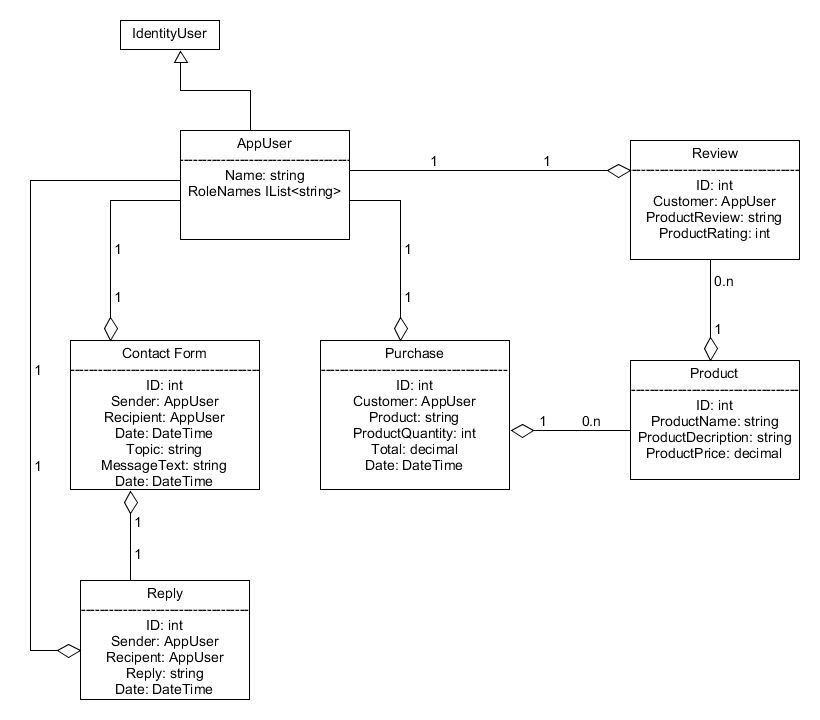 IdentityUser
AppUser
Name: string
RoleNames IList<string>
1
1
Review
ID: int
Customer: AppUser
ProductReview: string
ProductRating: int
1
1
1
1
0.n
1
Contact Form
ID: int
Sender: AppUser
Recipient: AppUser
Date: DateTime
Topic: string
MessageText: string
Date: DateTime
Purchase
ID: int
Customer: AppUser
Product: string
ProductQuantity: int
Total: decimal
Date: DateTime
1
0.n
Product
ID: int
ProductName: string
ProductDecription: string
ProductPrice: decimal
1
1
1
1
Reply
ID: int
Sender: AppUser
Recipent: AppUser
Reply: string
Date: DateTime